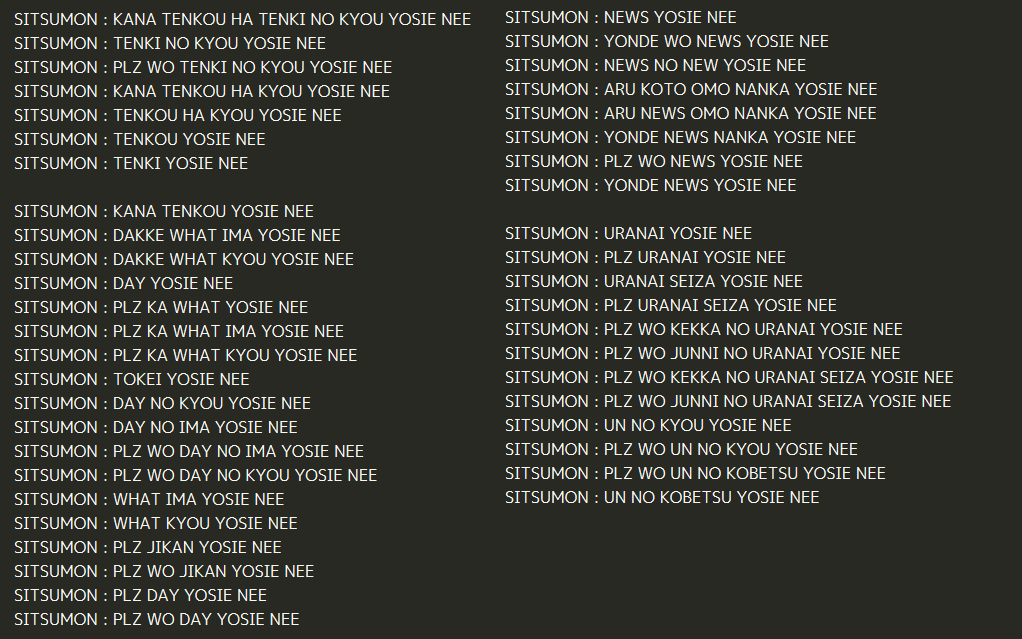 SITSUMON : KANA TENKOU HA TENKI NO KYOU YOSIE NEE
SITSUMON : TENKI NO KYOU YOSIE NEE
SITSUMON : PLZ WO TENKI NO KYOU YOSIE NEE
SITSUMON : KANA TENKOU HA KYOU YOSIE NEE
SITSUMON : TENKOU HA KYOU YOSIE NEE
SITSUMON : TENKOU YOSIE NEE
SITSUMON : TENKI YOSIE NEE

SITSUMON : KANA TENKOU YOSIE NEE
SITSUMON : DAKKE WHAT IMA YOSIE NEE
SITSUMON : DAKKE WHAT KYOU YOSIE NEE
SITSUMON : DAY YOSIE NEE
SITSUMON : PLZ KA WHAT YOSIE NEE
SITSUMON : PLZ KA WHAT IMA YOSIE NEE
SITSUMON : PLZ KA WHAT KYOU YOSIE NEE
SITSUMON : TOKEI YOSIE NEE
SITSUMON : DAY NO KYOU YOSIE NEE
SITSUMON : DAY NO IMA YOSIE NEE
SITSUMON : PLZ WO DAY NO IMA YOSIE NEE
SITSUMON : PLZ WO DAY NO KYOU YOSIE NEE
SITSUMON : WHAT IMA YOSIE NEE
SITSUMON : WHAT KYOU YOSIE NEE
SITSUMON : PLZ JIKAN YOSIE NEE
SITSUMON : PLZ WO JIKAN YOSIE NEE
SITSUMON : PLZ DAY YOSIE NEE
SITSUMON : PLZ WO DAY YOSIE NEE

SITSUMON : NEWS YOSIE NEE
SITSUMON : YONDE WO NEWS YOSIE NEE
SITSUMON : NEWS NO NEW YOSIE NEE
SITSUMON : ARU KOTO OMO NANKA YOSIE NEE
SITSUMON : ARU NEWS OMO NANKA YOSIE NEE
SITSUMON : YONDE NEWS NANKA YOSIE NEE
SITSUMON : PLZ WO NEWS YOSIE NEE
SITSUMON : YONDE NEWS YOSIE NEE

SITSUMON : URANAI YOSIE NEE
SITSUMON : PLZ URANAI YOSIE NEE
SITSUMON : URANAI SEIZA YOSIE NEE
SITSUMON : PLZ URANAI SEIZA YOSIE NEE
SITSUMON : PLZ WO KEKKA NO URANAI YOSIE NEE
SITSUMON : PLZ WO JUNNI NO URANAI YOSIE NEE
SITSUMON : PLZ WO KEKKA NO URANAI SEIZA YOSIE NEE
SITSUMON : PLZ WO JUNNI NO URANAI SEIZA YOSIE NEE
SITSUMON : UN NO KYOU YOSIE NEE
SITSUMON : PLZ WO UN NO KYOU YOSIE NEE
SITSUMON : PLZ WO UN NO KOBETSU YOSIE NEE
SITSUMON : UN NO KOBETSU YOSIE NEE